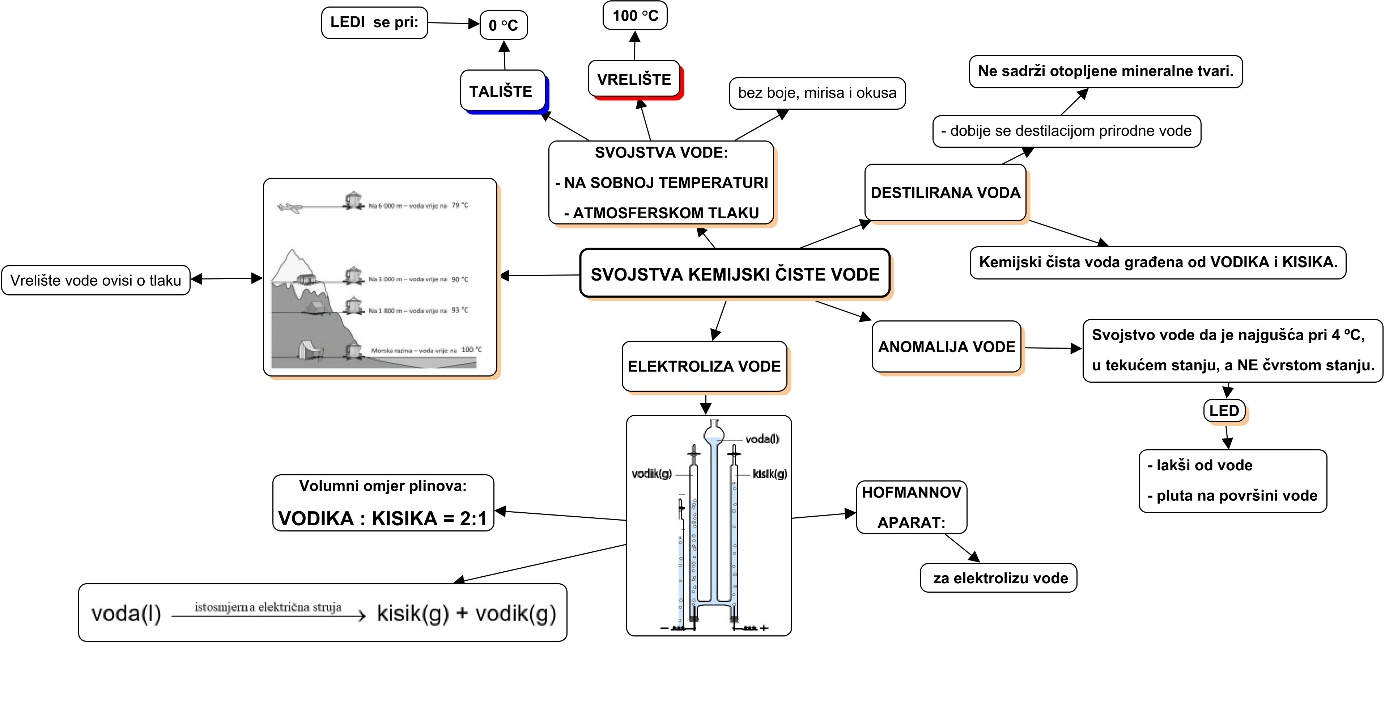 LEDI se pri:
0 °C
100 °C
TALIŠTE
VRELIŠTE
bez boje, mirisa i okusa
Ne sadrži otopljene mineralne tvari.
- dobije se destilacijom prirodne vode
SVOJSTVA VODE:
- NA SOBNOJ TEMPERATURI
- ATMOSFERSKOM TLAKU
DESTILIRANA VODA
Kemijski čista voda građena od VODIKA i KISIKA.
SVOJSTVA KEMIJSKI ČISTE VODE
Vrelište vode ovisi o tlaku
Na 6 000 m – voda vrije na 79 °C
Na 3 000 m – voda vrije na 90 °C
Na 1 800 m – voda vrije na 93 °C
Morska razina – voda vrije na 100 °C
ELEKTROLIZA VODE
ANOMALIJA VODE
Svojstvo vode da je najgušća pri 4 ºC,
u tekućem stanju, a NE čvrstom stanju.
LED
- lakši od vode
- pluta na površini vode
voda(l)
vodik(g)
kisik(g)
– +
Volumni omjer plinova:
VODIKA : KISIKA = 2:1
HOFMANNOV
APARAT:
za elektrolizu vode
istosmjerna električna struja
voda(l) → kisik(g) + vodik(g)